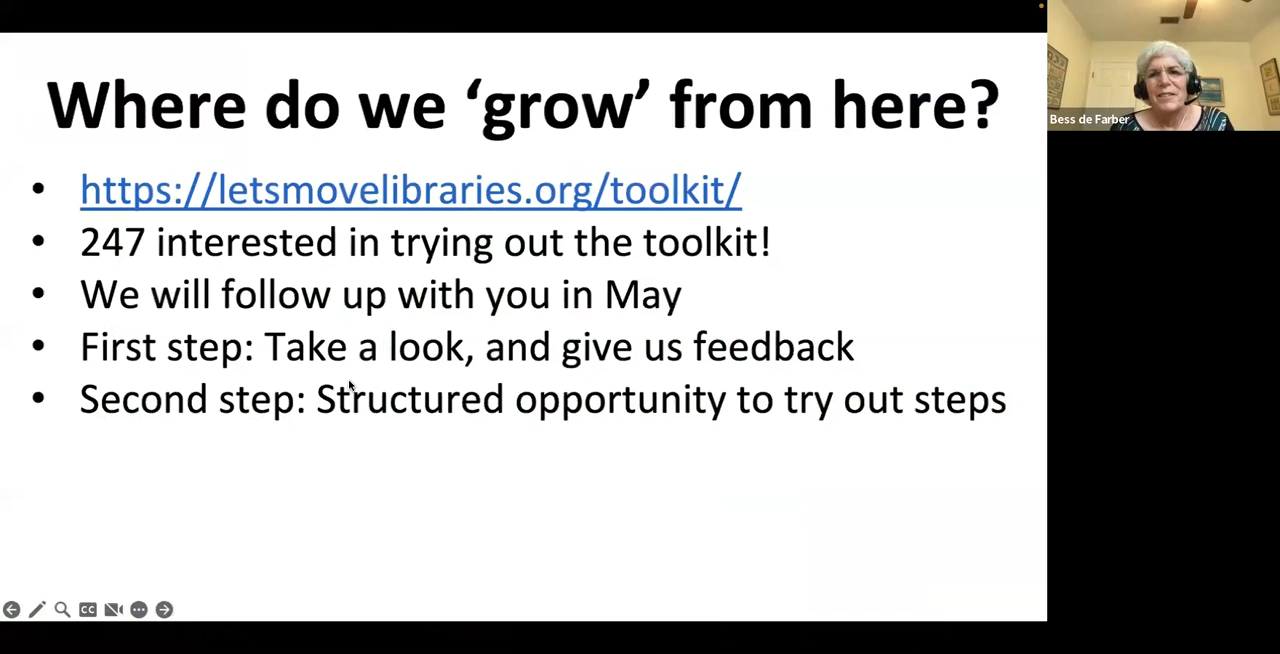 Where do we ‘grow’ from here?
• https://letsmovelibraries.org/toolkit/
• 247 interested in trying out the toolkit!
• We will follow up with you in May
• First step: Take a look, and give us feedback
• Second step: Structured opportunity to try out steps
Bess de Farber
CC